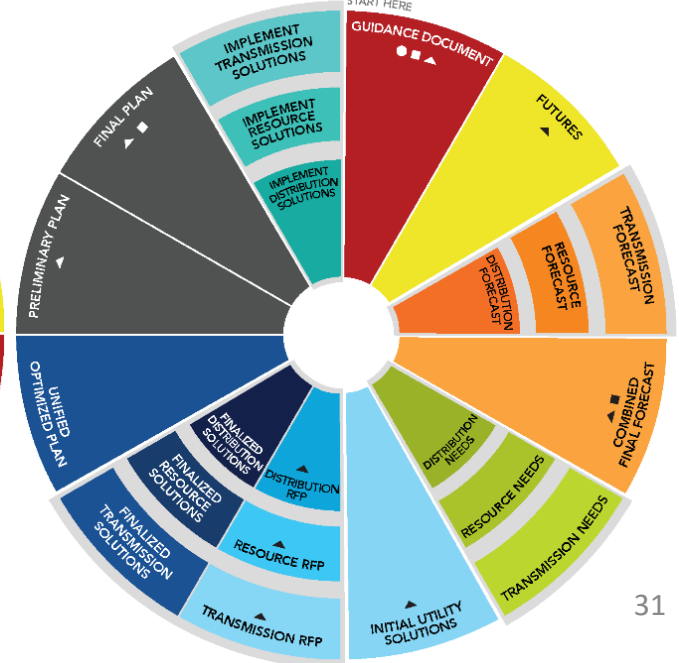 START HERE
GUIDANCE DOCUMENT
FUTURES
TRANSMISSION
FORECAST
RESOURCE
FORECAST
DISTRIBUTION
FORECAST
COMBINED
FINAL FORECAST
DISTRIBUTION
NEEDS
RESOURCE NEEDS
TRANSMISSION NEEDS
INITIAL UTILITY
SOLUTIONS
DISTRIBUTION
RFP
RESOURCE RFP
TRANSMISSION RFP
FINALIZED
DISTRIBUTION
SOLUTIONS
FINALIZED
RESOURCE
SOLUTIONS
FINALIZED
TRANSMISSION
SOLUTIONS
UNIFIED
OPTIMIZED PLAN
PRELIMINARY PLAN
FINAL PLAN
IMPLEMENT
TRANSMISSION
SOLUTIONS
IMPLEMENT
RESOURCE
SOLUTIONS
IMPLEMENT
DISTRIBUTION
SOLUTIONS
31